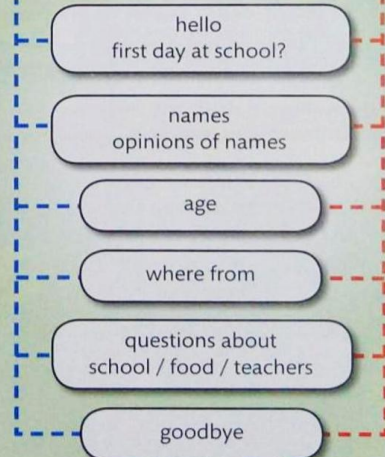 hello
first day at school?
names
opinions of names
age
where from
questions about
school / food / teachers
goodbye